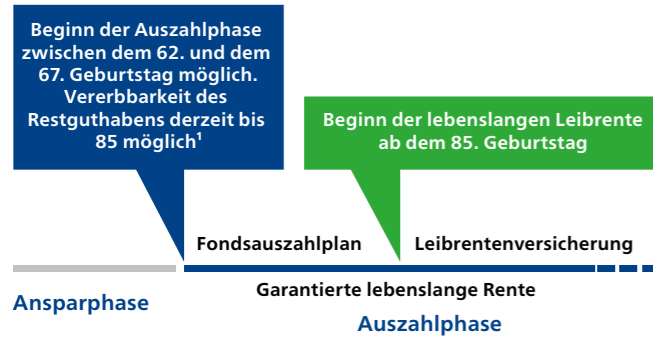 Beginn der Auszahlphase
zwischen dem 62. und dem
67. Geburtstag möglich.
Vererbbarkeit des
Restguthabens derzeit bis
85 möglich¹
Beginn der lebenslangen Leibrente
ab dem 85. Geburtstag
Fondsauszahlplan
Leibrentenversicherung
Ansparphase
Garantierte lebenslange Rente
Auszahlphase